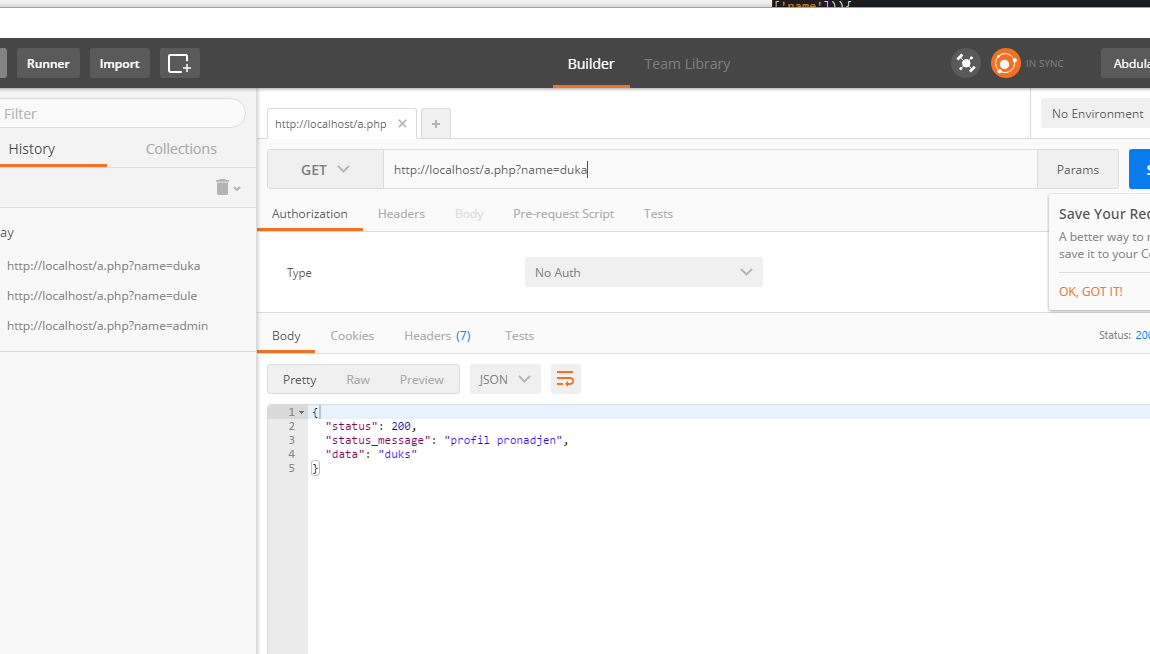 ['name'])){
Runner Import Builder Team Library IN SYNC Abdula
Filter
History Collections
ay
http://localhost/a.php?name=duka
http://localhost/a.php?name=dule
http://localhost/a.php?name=admin
http://localhost/a.php × +
No Environment
GET http://localhost/a.php?name=duka Params S
Authorization Headers Body Pre-request Script Tests
Type No Auth
Save Your Req
A better way to r
save it to your Co
OK, GOT IT!
Body Cookies Headers (7) Tests Status: 200
Pretty Raw Preview JSON
1 {
2 "status": 200,
3 "status_message": "profil pronadjen",
4 "data": "duks"
5 }